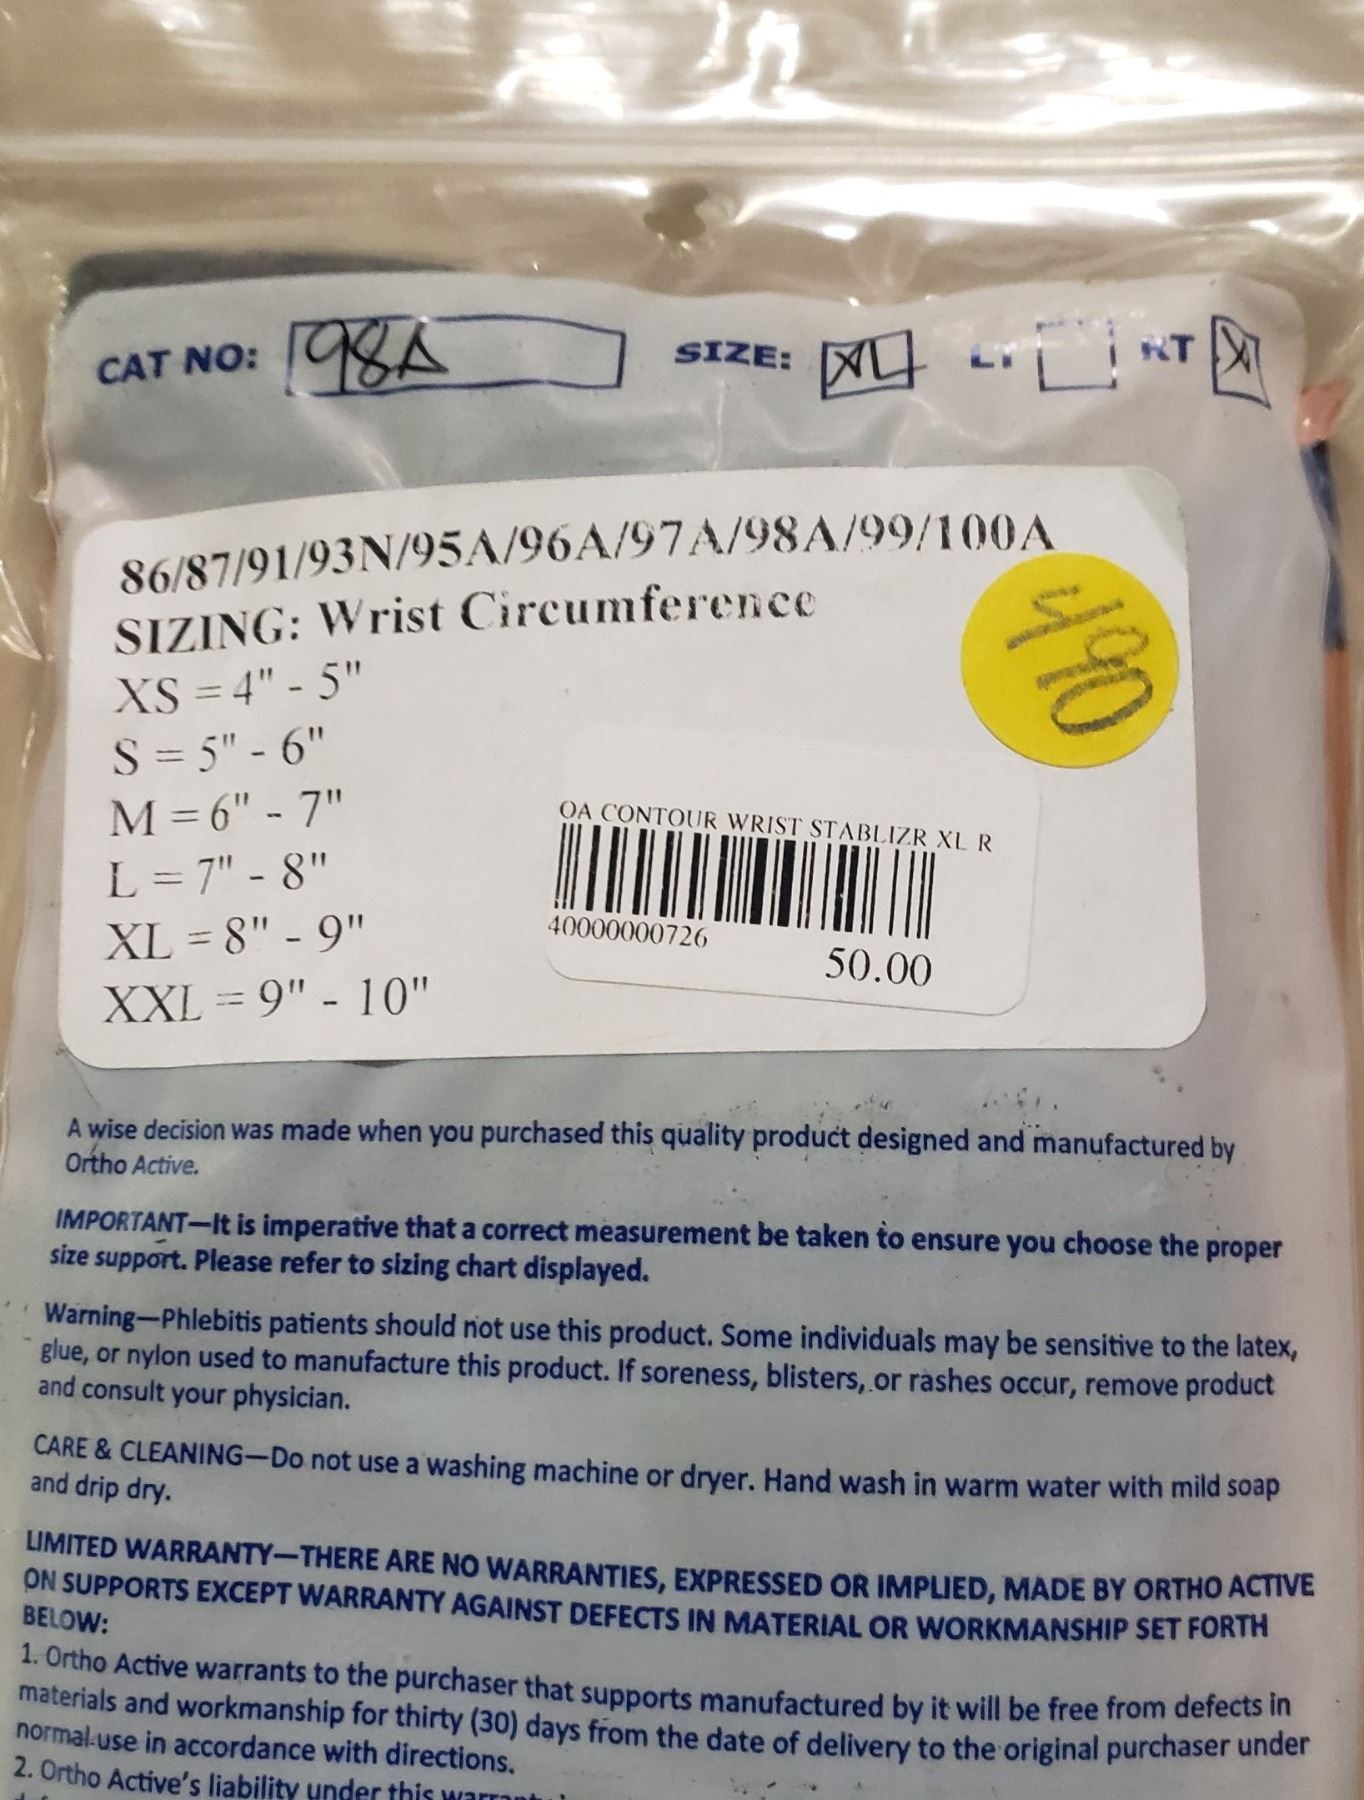 CAT NO: 98A SIZE: XL LT RT X
86/87/91/93N/95A/96A/97A/98A/99/100A
SIZING: Wrist Circumference
XS = 4" - 5"
S = 5" - 6"
M = 6" - 7"
L = 7" - 8"
XL = 8" - 9"
XXL = 9" - 10"
OA CONTOUR WRIST STABLIZR XL R
40000000726
50.00
A wise decision was made when you purchased this quality product designed and manufactured by
Ortho Active.
IMPORTANT—It is imperative that a correct measurement be taken to ensure you choose the proper
size support. Please refer to sizing chart displayed.
Warning—Phlebitis patients should not use this product. Some individuals may be sensitive to the latex,
glue, or nylon used to manufacture this product. If soreness, blisters, or rashes occur, remove product
and consult your physician.
CARE & CLEANING—Do not use a washing machine or dryer. Hand wash in warm water with mild soap
and drip dry.
LIMITED WARRANTY—THERE ARE NO WARRANTIES, EXPRESSED OR IMPLIED, MADE BY ORTHO ACTIVE
ON SUPPORTS EXCEPT WARRANTY AGAINST DEFECTS IN MATERIAL OR WORKMANSHIP SET FORTH
BELOW:
1. Ortho Active warrants to the purchaser that supports manufactured by it will be free from defects in
materials and workmanship for thirty (30) days from the date of delivery to the original purchaser under
normal use in accordance with directions.
2. Ortho Active's liability under this